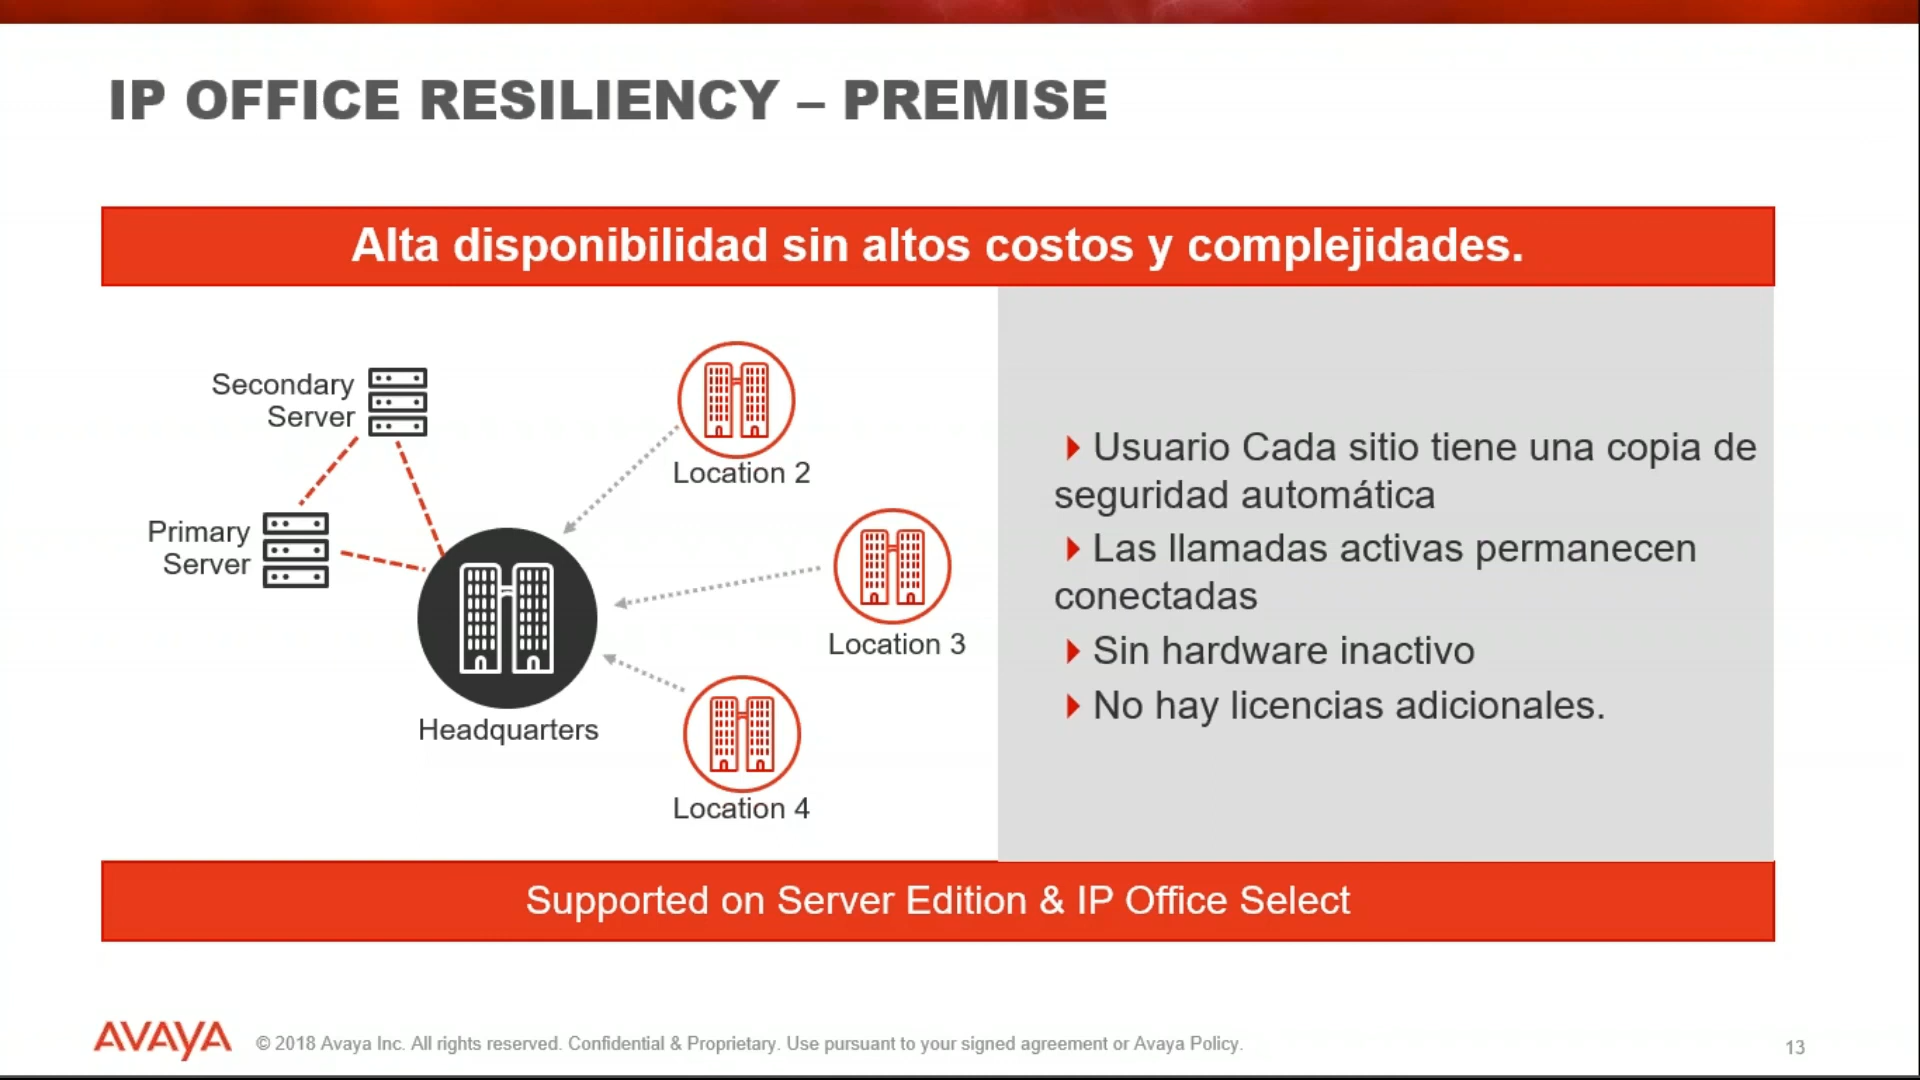 IP OFFICE RESILIENCY – PREMISE
Alta disponibilidad sin altos costos y complejidades.
Secondary
Server
Primary
Server
Headquarters
Location 2
Location 3
Location 4
Usuario Cada sitio tiene una copia de
seguridad automática
Las llamadas activas permanecen
conectadas
Sin hardware inactivo
No hay licencias adicionales.
Supported on Server Edition & IP Office Select
AVAYA
© 2018 Avaya Inc. All rights reserved. Confidential & Proprietary. Use pursuant to your signed agreement or Avaya Policy.
13